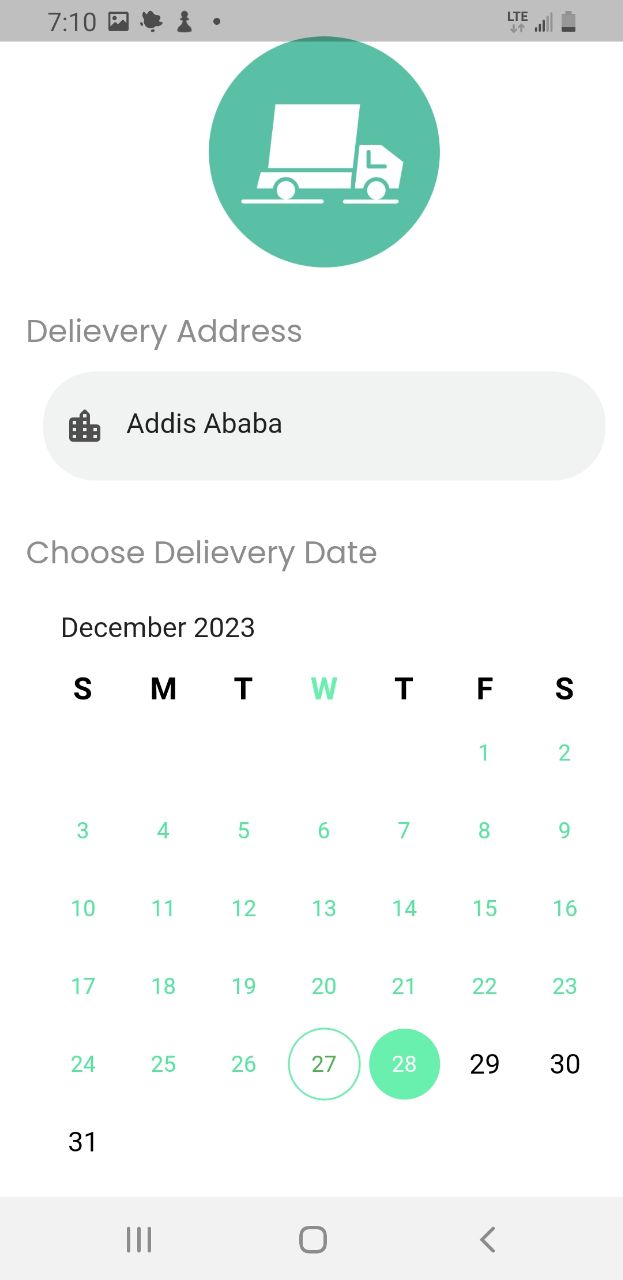 7:10 LTE
Delievery Address
Addis Ababa
Choose Delievery Date
December 2023
S M T W T F S
1 2
3 4 5 6 7 8 9
10 11 12 13 14 15 16
17 18 19 20 21 22 23
24 25 26 27 28 29 30
31